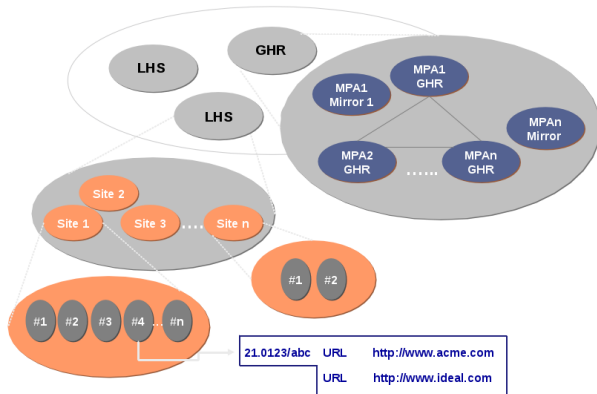 GHR
LHS
LHS
MPA1
GHR
MPA1
Mirror 1
MPAn
Mirror
MPA2
GHR
......
MPAn
GHR
Site 2
Site 1
Site 3
....
Site n
#1
#2
#1
#2
#3
#4
...
#n
21.0123/abc URL http://www.acme.com
URL http://www.ideal.com